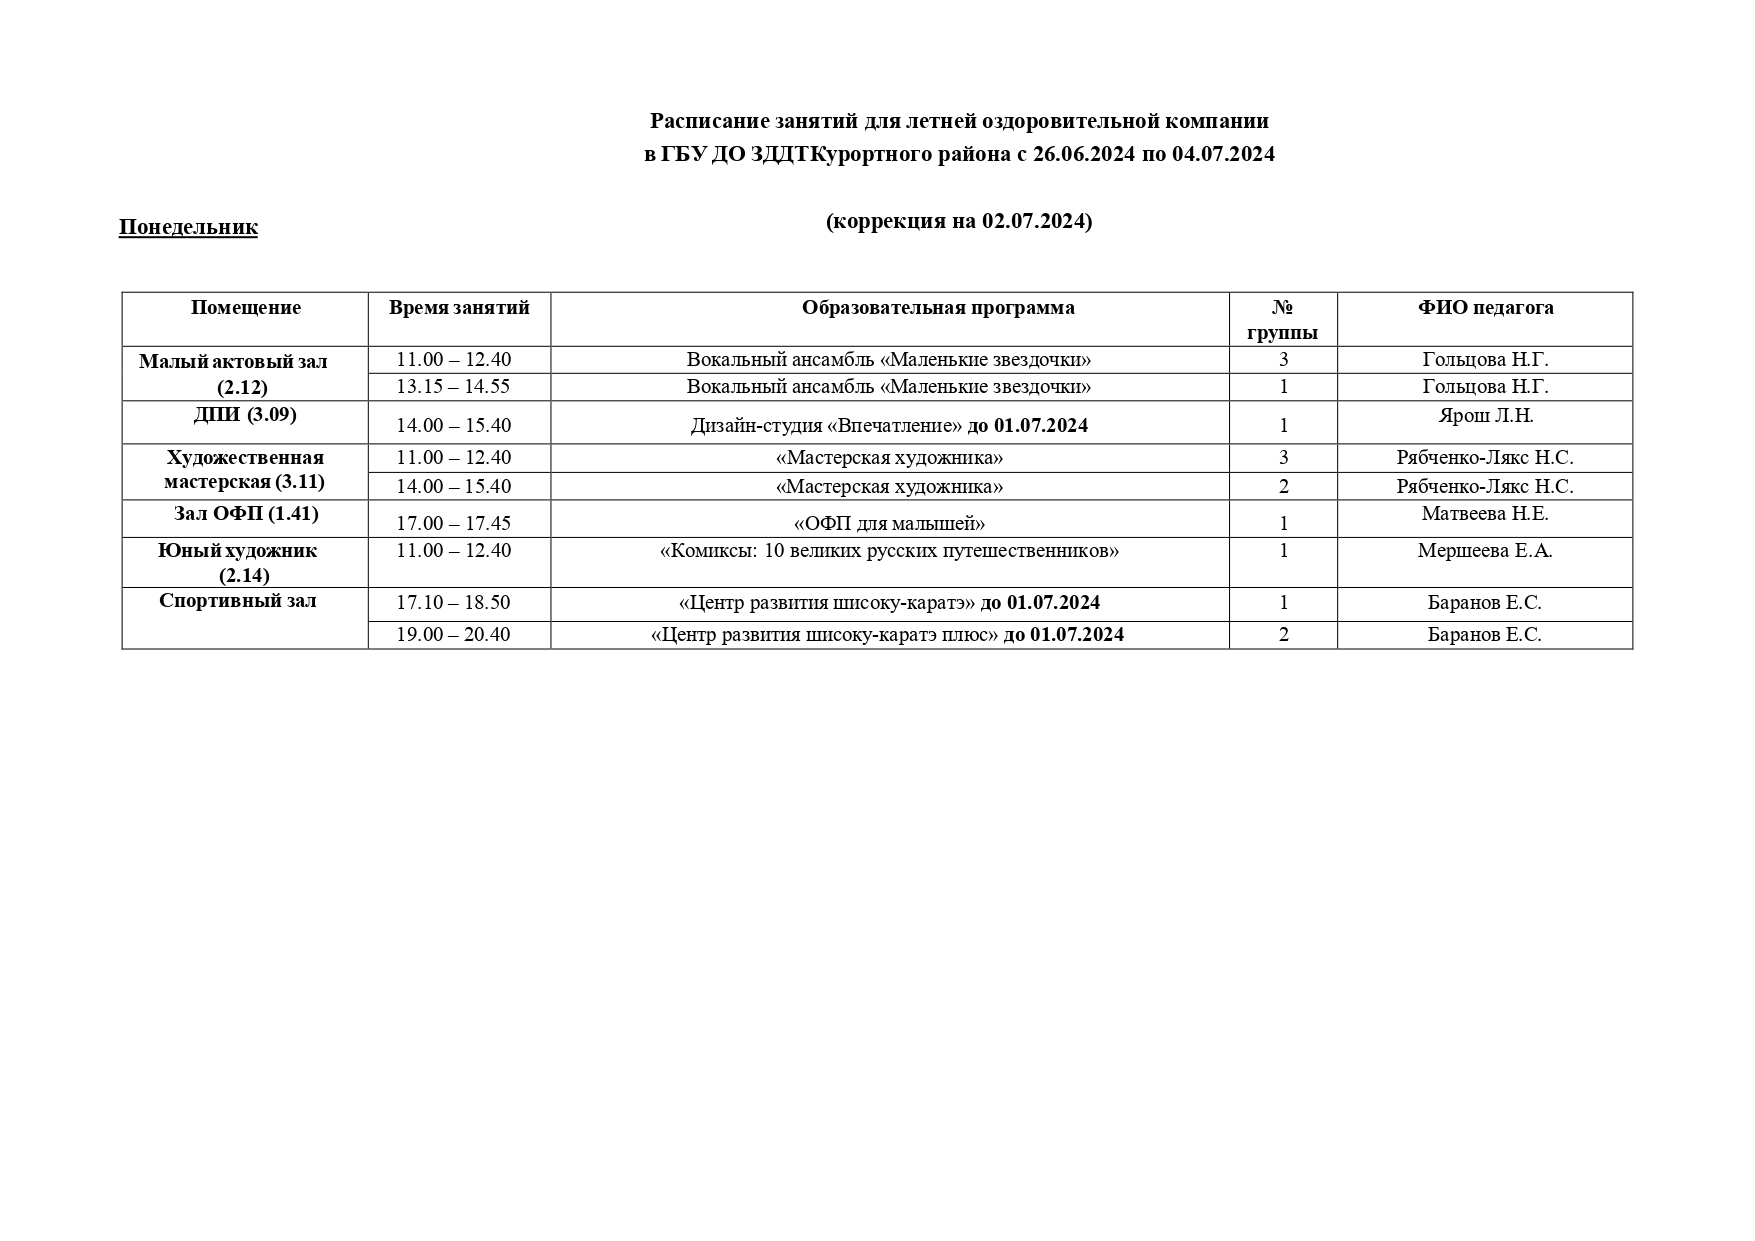 Расписание занятий для летней оздоровительной компании
в ГБУ ДО ЗДДТКурортного района с 26.06.2024 по 04.07.2024
(коррекция на 02.07.2024)
Понедельник
Помещение Время занятий Образовательная программа № группы ФИО педагога
Малый актовый зал (2.12) 11.00 – 12.40 Вокальный ансамбль «Маленькие звездочки» 3 Гольцова Н.Г.
13.15 – 14.55 Вокальный ансамбль «Маленькие звездочки» 1 Гольцова Н.Г.
ДПИ (3.09) 14.00 – 15.40 Дизайн-студия «Впечатление» до 01.07.2024 1 Ярош Л.Н.
Художественная мастерская (3.11) 11.00 – 12.40 «Мастерская художника» 3 Рябченко-Лякс Н.С.
14.00 – 15.40 «Мастерская художника» 2 Рябченко-Лякс Н.С.
Зал ОФП (1.41) 17.00 – 17.45 «ОФП для малышей» 1 Матвеева Н.Е.
Юный художник (2.14) 11.00 – 12.40 «Комиксы: 10 великих русских путешественников» 1 Мершеева Е.А.
Спортивный зал 17.10 – 18.50 «Центр развития шисоку-каратэ» до 01.07.2024 1 Баранов Е.С.
19.00 – 20.40 «Центр развития шисоку-каратэ плюс» до 01.07.2024 2 Баранов Е.С.